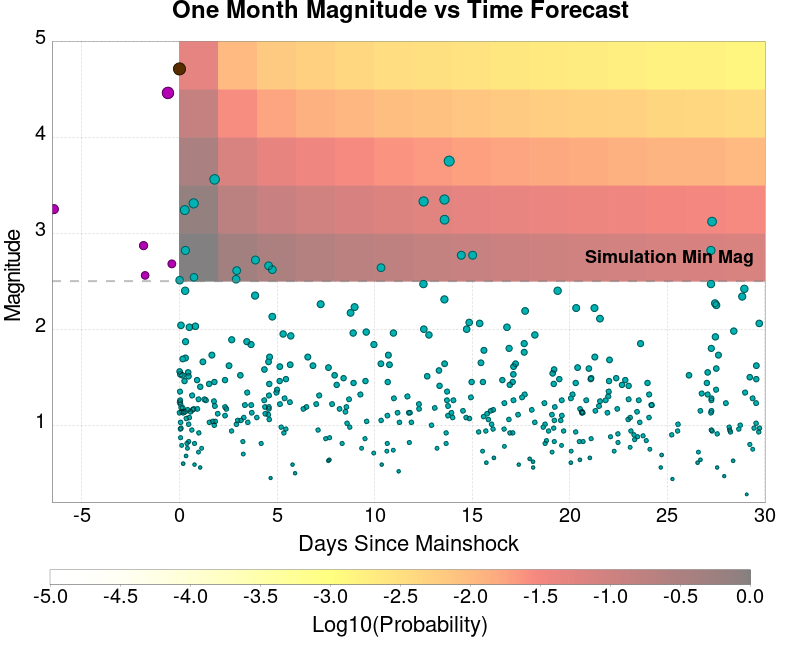 One Month Magnitude vs Time Forecast
5
4
3
2
1
Magnitude
Simulation Min Mag
-5 0 5 10 15 20 25 30
Days Since Mainshock
-5.0 -4.5 -4.0 -3.5 -3.0 -2.5 -2.0 -1.5 -1.0 -0.5 0.0
Log10(Probability)